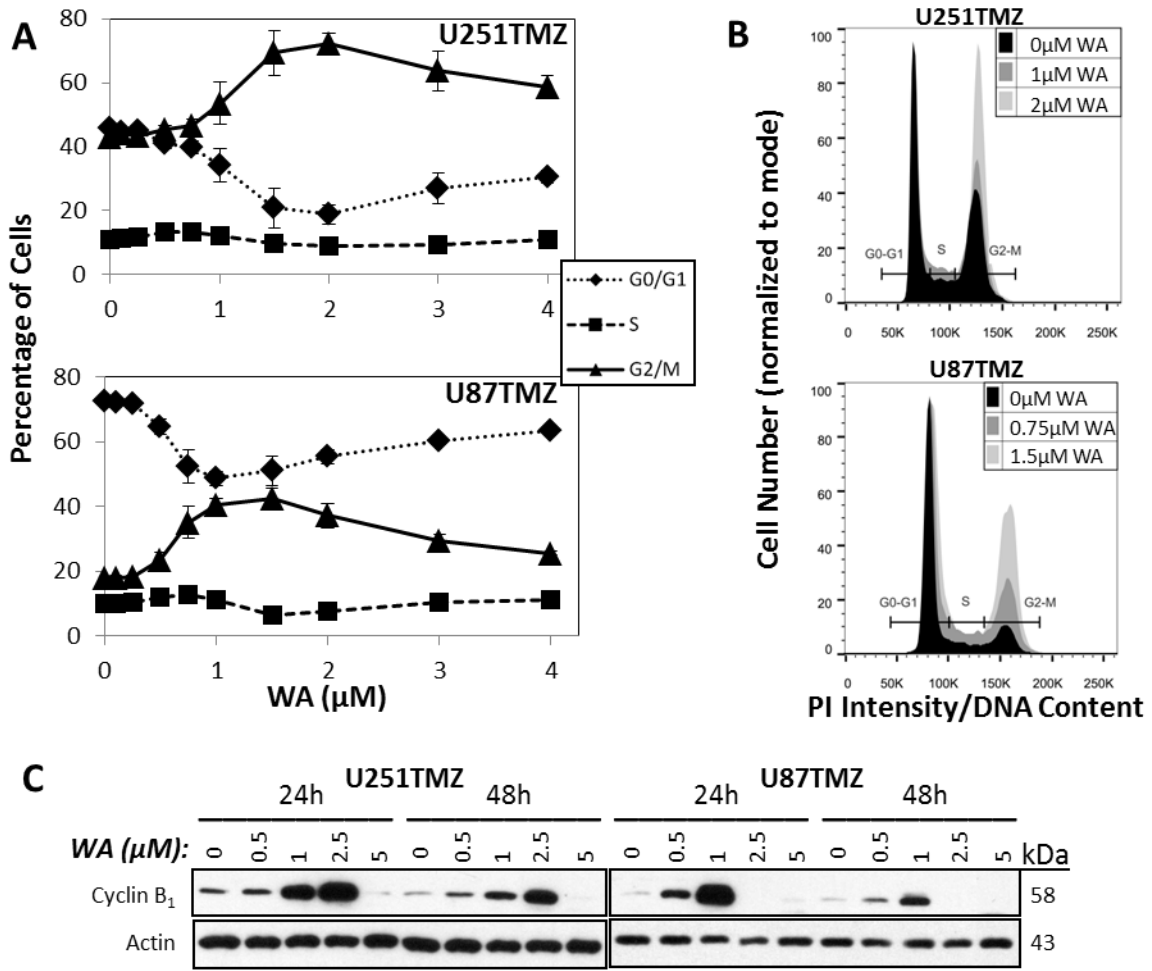 A
U251TMZ
80
60
40
20
0
0 1 2 3 4
Percentage of Cells
G0/G1
S
G2/M
U87TMZ
80
60
40
20
0
0 1 2 3 4
WA (µM)
B
U251TMZ
0µM WA
1µM WA
2µM WA
100
80
60
40
20
0
G0-G1 S G2-M
0 50K 100K 150K 200K 250K
Cell Number (normalized to mode)
U87TMZ
0µM WA
0.75µM WA
1.5µM WA
100
80
60
40
20
0
G0-G1 S G2-M
0 50K 100K 150K 200K 250K
PI Intensity/DNA Content
C
U251TMZ U87TMZ
24h 48h 24h 48h
WA (µM): 0 0.5 1 2.5 5 0 0.5 1 2.5 5 0 0.5 1 2.5 5 0 0.5 1 2.5 5 kDa
Cyclin B₁ 58
Actin 43